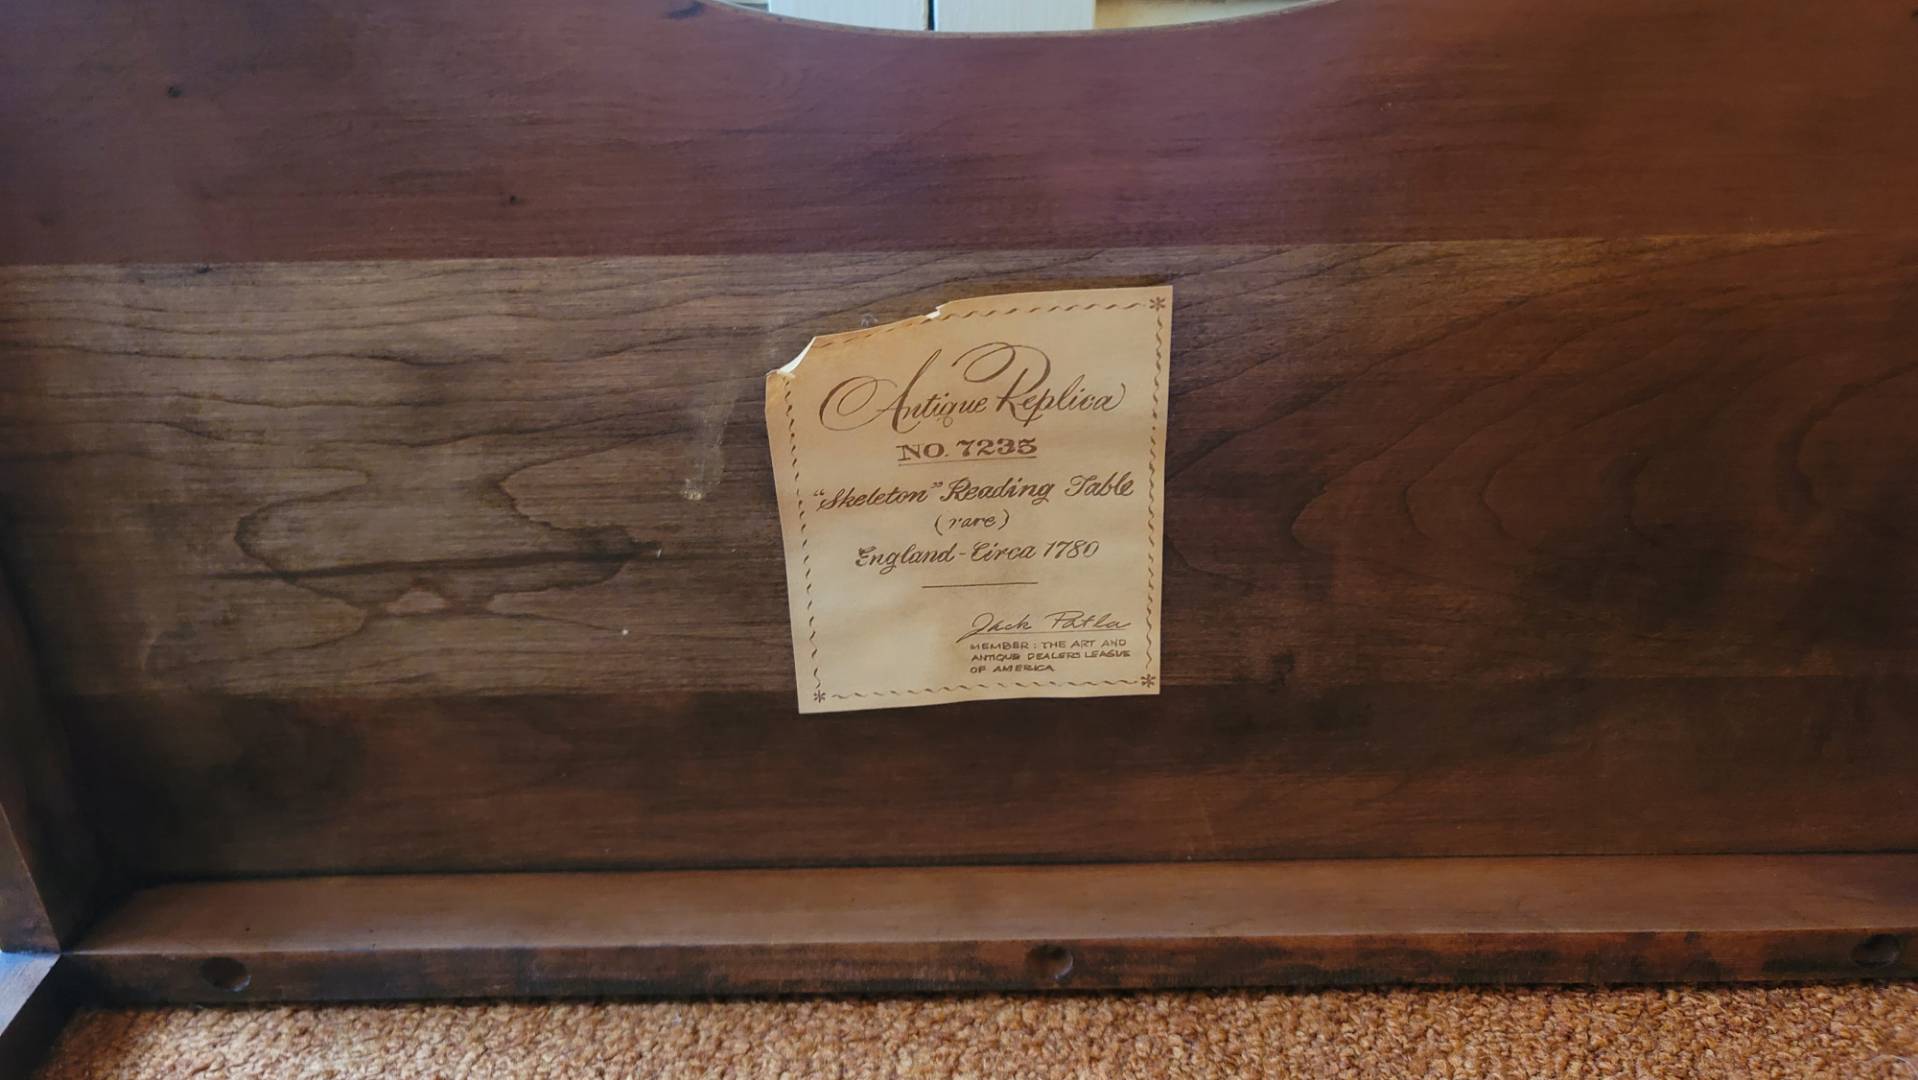 Antique Replica
NO. 7235
"Skeleton" Reading Table
(rare)
England - Circa 1780
Jack Patla
MEMBER: THE ART AND
ANTIQUE DEALERS LEAGUE
OF AMERICA